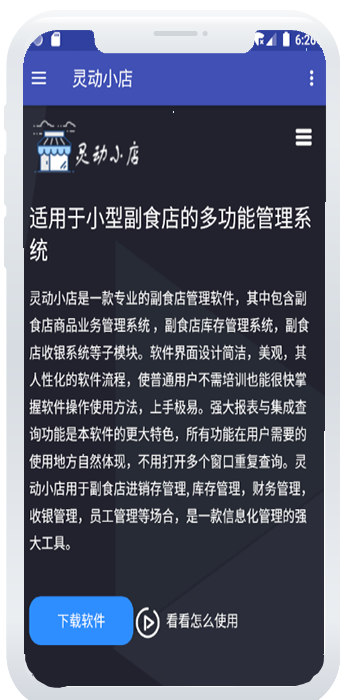 6:20
灵动小店
灵动小店
适用于小型副食店的多功能管理系
统
灵动小店是一款专业的副食店管理软件，其中包含副
食店商品业务管理系统 ，副食店库存管理系统，副食
店收银系统等子模块。软件界面设计简洁，美观，其
人性化的软件流程，使普通用户不需培训也能很快掌
握软件操作使用方法，上手极易。强大报表与集成查
询功能是本软件的更大特色，所有功能在用户需要的
使用地方自然体现，不用打开多个窗口重复查询。灵
动小店用于副食店进销存管理,库存管理，财务管理，
收银管理，员工管理等场合，是一款信息化管理的强
大工具。
下载软件 看看怎么使用